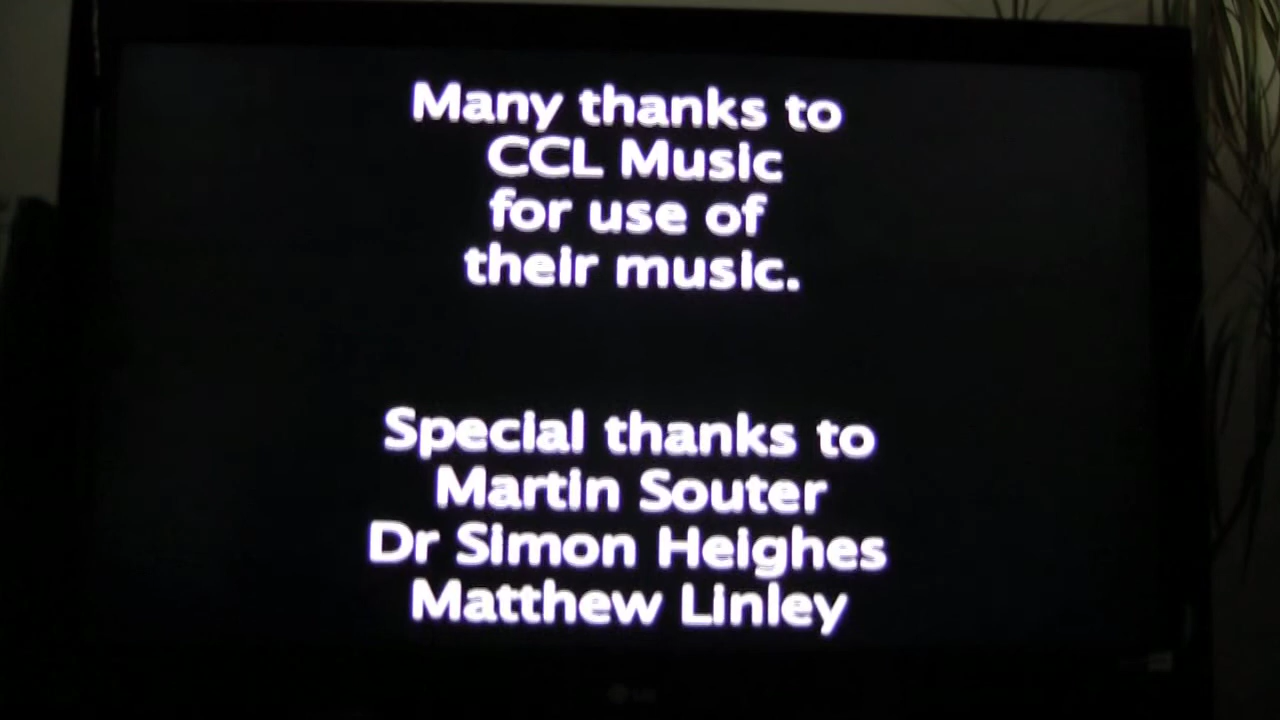 Many thanks to
CCL Music
for use of
their music.
Special thanks to
Martin Souter
Dr Simon Heighes
Matthew Linley
LG